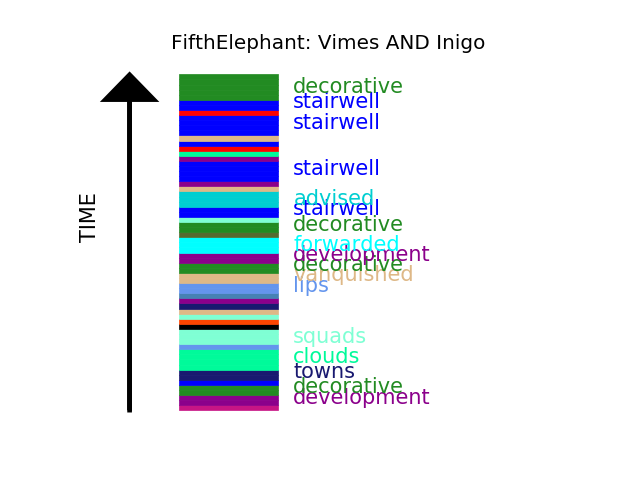 FifthElephant: Vimes AND Inigo
decorative
stairwell
stairwell
stairwell
advised
stairwell
decorative
forwarded
development
decorative
vanquished
lips
squads
clouds
towns
decorative
development
TIME